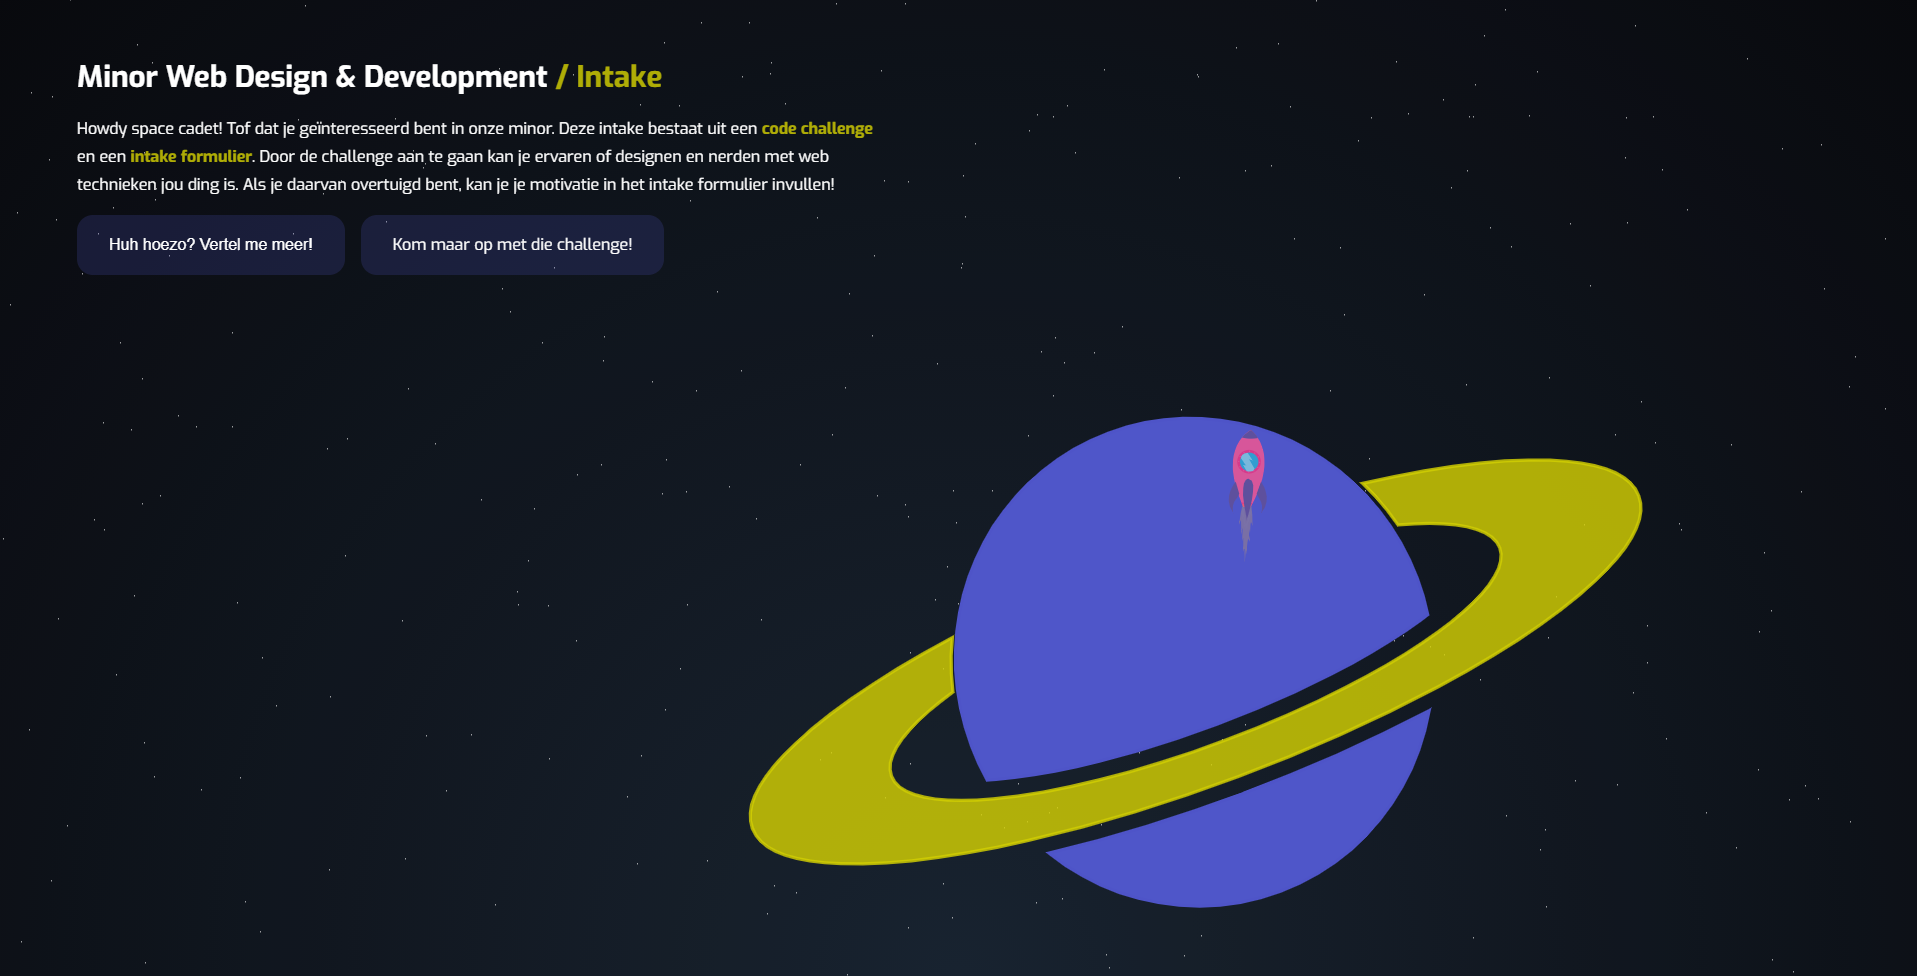 Minor Web Design & Development / Intake
Howdy space cadet! Tof dat je geïnteresseerd bent in onze minor. Deze intake bestaat uit een code challenge
en een intake formulier. Door de challenge aan te gaan kan je ervaren of designen en nerden met web
technieken jou ding is. Als je daarvan overtuigd bent, kan je je motivatie in het intake formulier invullen!
Huh hoezo? Vertel me meer!
Kom maar op met die challenge!